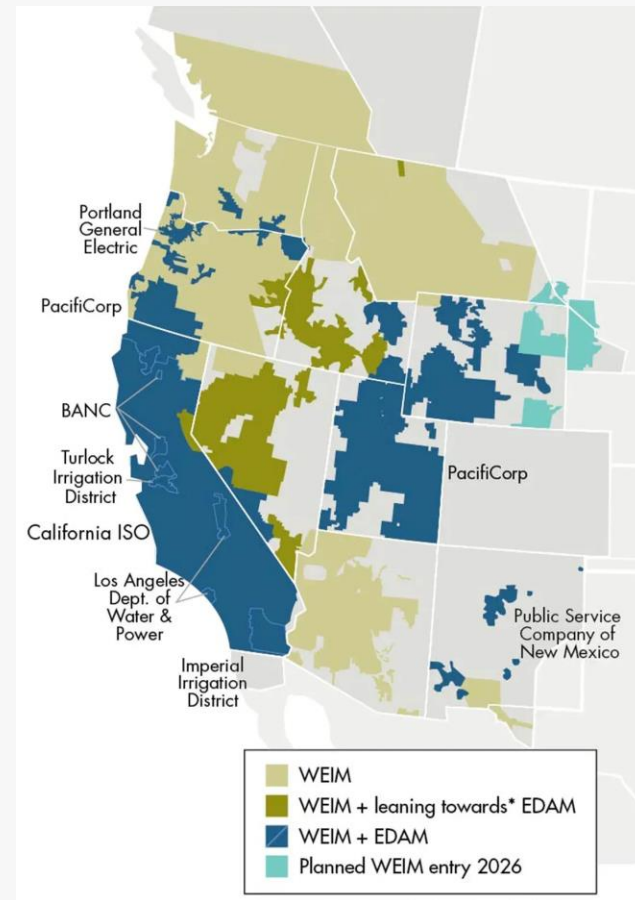 Portland
General
Electric
PacifiCorp
BANC
Turlock
Irrigation
District
California ISO
Los Angeles
Dept. of
Water &
Power
Imperial
Irrigation
District
PacifiCorp
Public Service
Company of
New Mexico
WEIM
WEIM + leaning towards* EDAM
WEIM + EDAM
Planned WEIM entry 2026